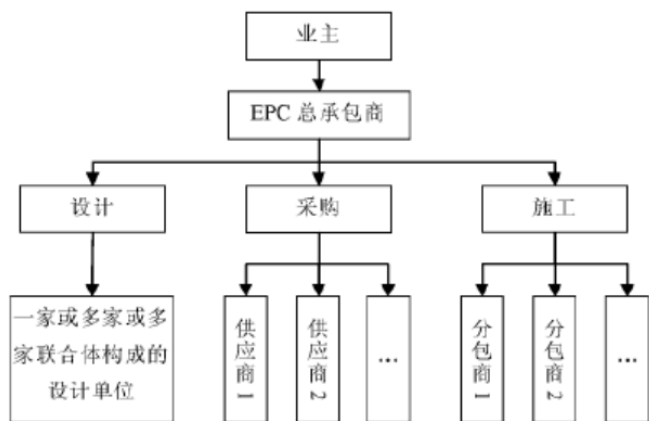 业主
EPC 总承包商
设计
采购
施工
一家或多家或多
家联合体构成的
设计单位
供应商 1
供应商 2
...
分包商 1
分包商 2
...